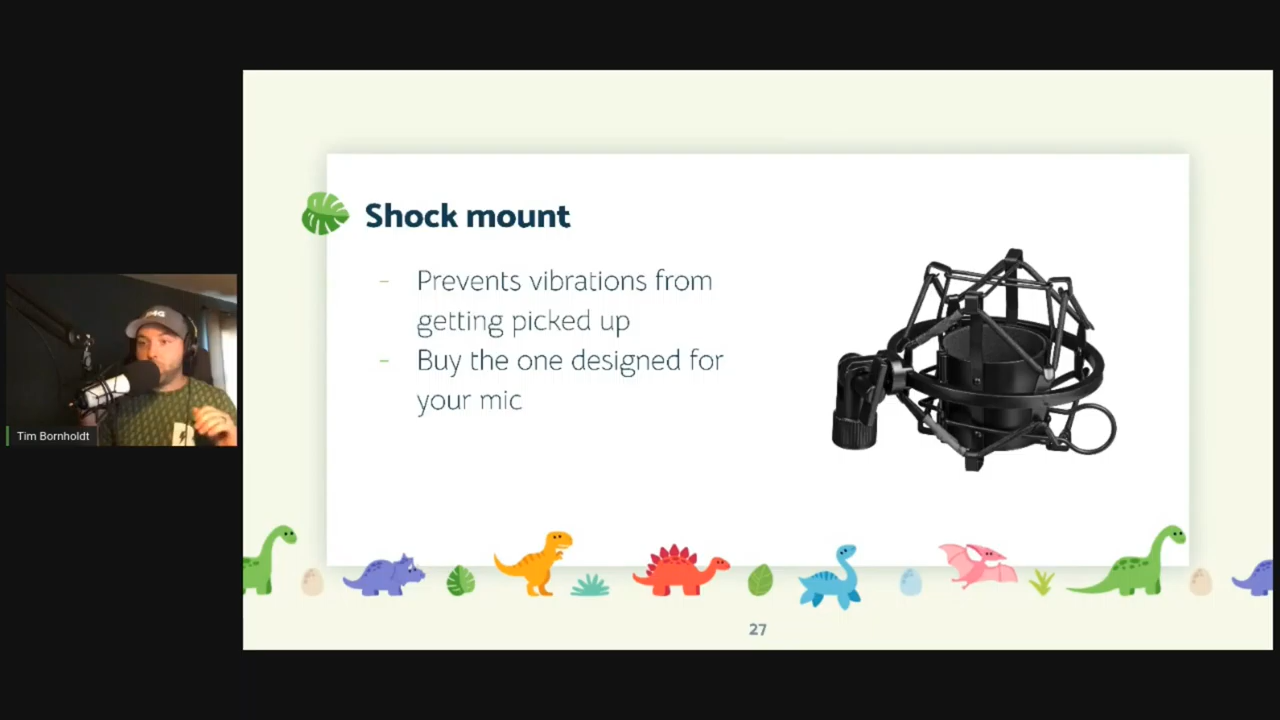 Shock mount
- Prevents vibrations from
getting picked up
- Buy the one designed for
your mic
Tim Bornholdt
27